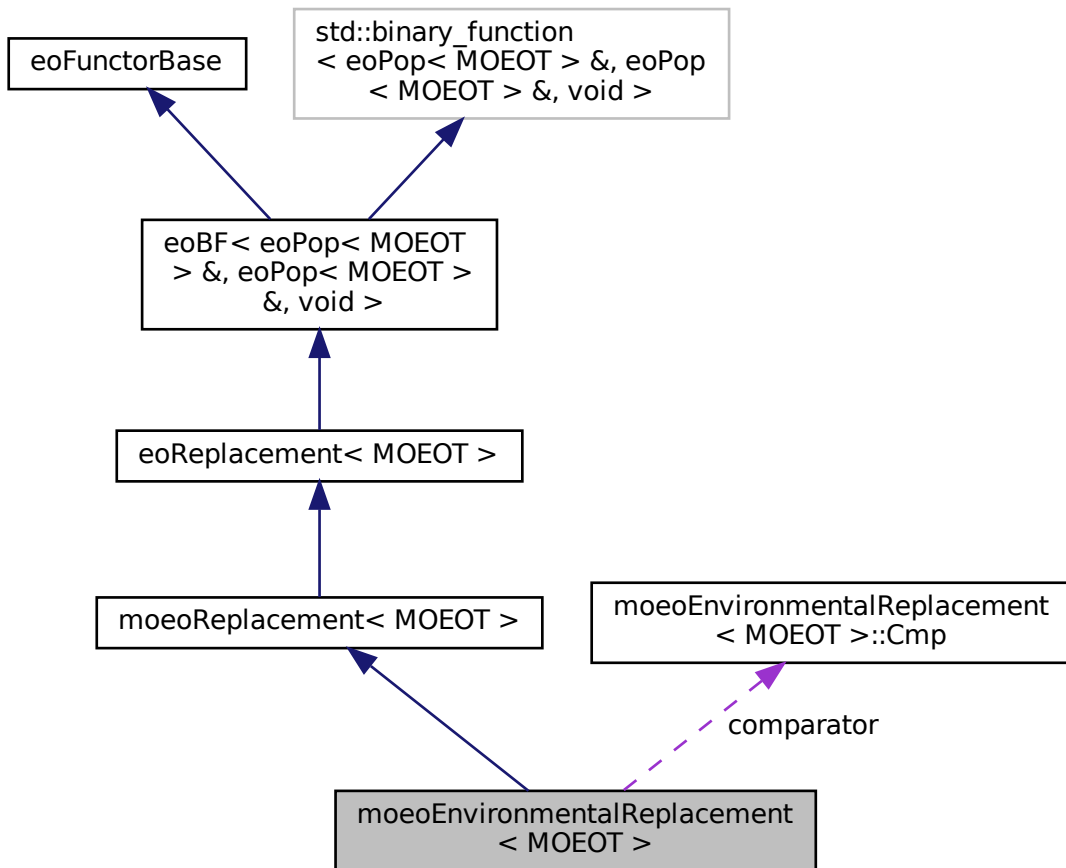 std::binary_function
< eoPop< MOEOT > &, eoPop
< MOEOT > &, void >
eoFunctorBase
eoBF< eoPop< MOEOT
> &, eoPop< MOEOT >
&, void >
eoReplacement< MOEOT >
moeoReplacement< MOEOT >
moeoEnvironmentalReplacement
< MOEOT >::Cmp
comparator
moeoEnvironmentalReplacement
< MOEOT >